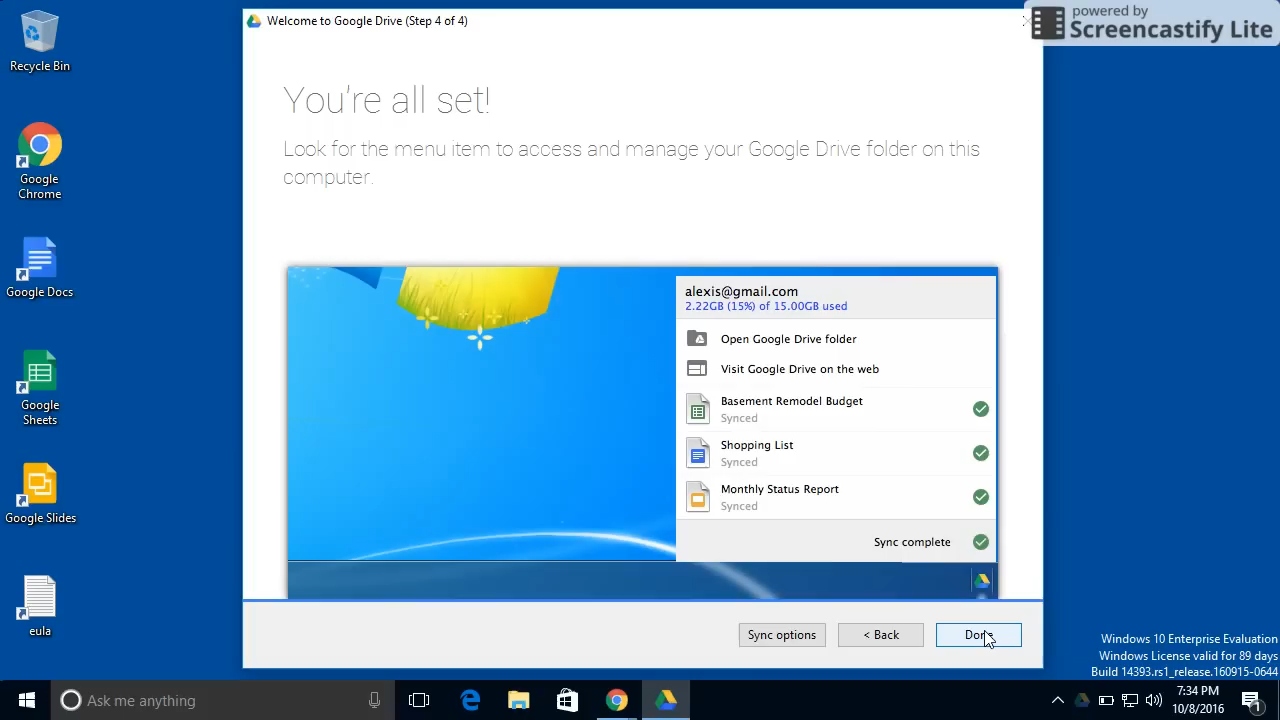 Welcome to Google Drive (Step 4 of 4)
powered by
Screencastify Lite
Recycle Bin
Google
Chrome
Google Docs
Google
Sheets
Google Slides
eula
You're all set!
Look for the menu item to access and manage your Google Drive folder on this
computer.
alexis@gmail.com
2.22GB (15%) of 15.00GB used
Open Google Drive folder
Visit Google Drive on the web
Basement Remodel Budget
Synced
Shopping List
Synced
Monthly Status Report
Synced
Sync complete
Sync options
< Back
Done
Windows 10 Enterprise Evaluation
Windows License valid for 89 days
Build 14393.rs1_release.160915-0644
Ask me anything
7:34 PM
10/8/2016
1